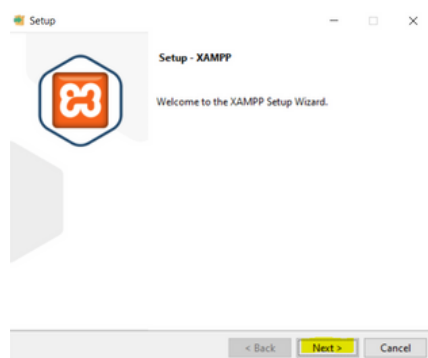 Setup
Setup - XAMPP
Welcome to the XAMPP Setup Wizard.
< Back Next > Cancel